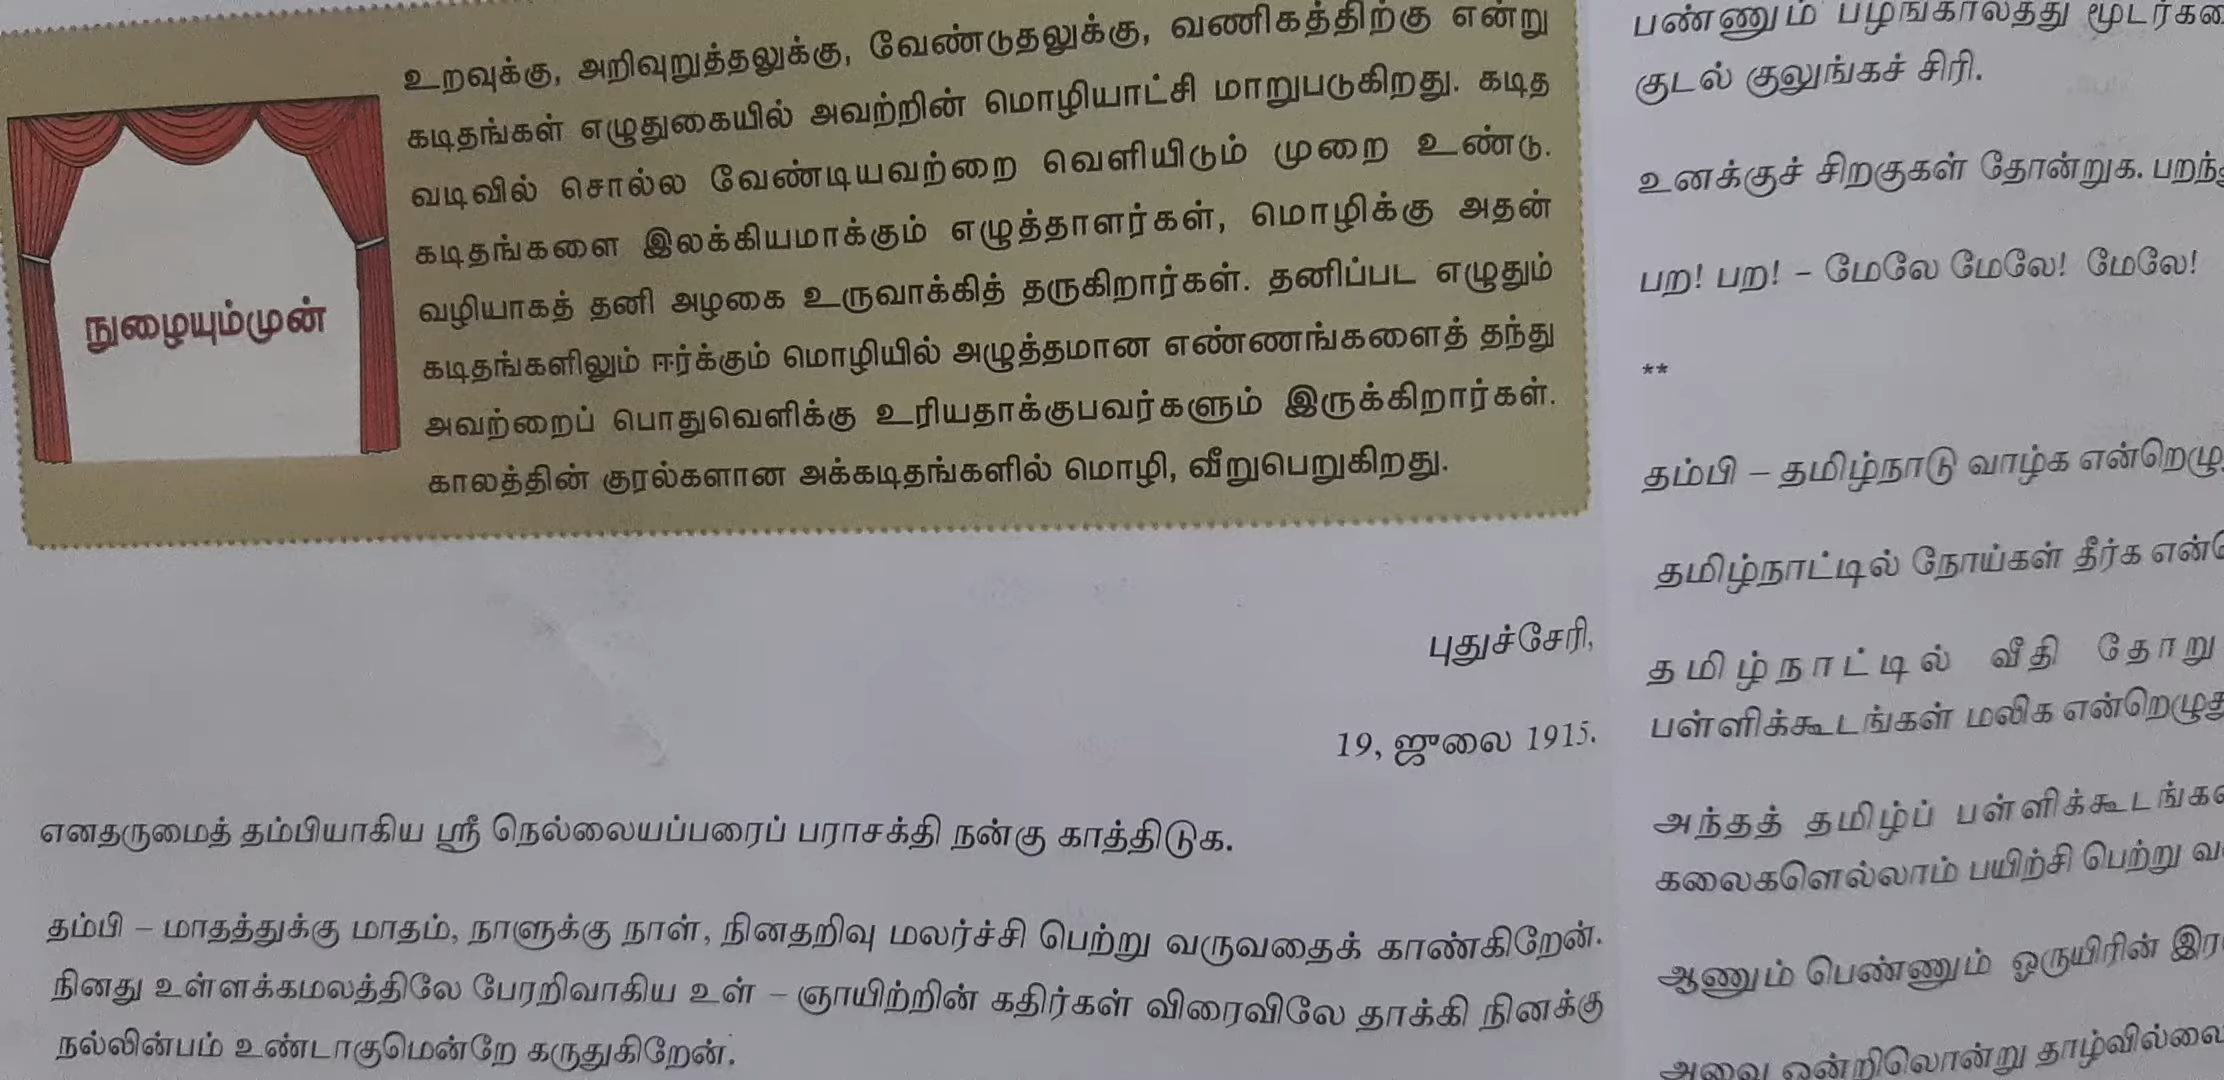 நுழையும்முன்
உறவுக்கு, அறிவுறுத்தலுக்கு, வேண்டுதலுக்கு, வணிகத்திற்கு என்று
கடிதங்கள் எழுதுகையில் அவற்றின் மொழியாட்சி மாறுபடுகிறது. கடித
வடிவில் சொல்ல வேண்டியவற்றை வெளியிடும் முறை உண்டு.
கடிதங்களை இலக்கியமாக்கும் எழுத்தாளர்கள், மொழிக்கு அதன்
வழியாகத் தனி அழகை உருவாக்கித் தருகிறார்கள். தனிப்பட எழுதும்
கடிதங்களிலும் ஈர்க்கும் மொழியில் அழுத்தமான எண்ணங்களைத் தந்து
அவற்றைப் பொதுவெளிக்கு உரியதாக்குபவர்களும் இருக்கிறார்கள்.
காலத்தின் குரல்களான அக்கடிதங்களில் மொழி, வீறுபெறுகிறது.
புதுச்சேரி,
19, ஜுலை 1915.
எனதருமைத் தம்பியாகிய ஸ்ரீ நெல்லையப்பரைப் பராசக்தி நன்கு காத்திடுக.
தம்பி – மாதத்துக்கு மாதம், நாளுக்கு நாள், நினதறிவு மலர்ச்சி பெற்று வருவதைக் காண்கிறேன்.
நினது உள்ளக்கமலத்திலே பேரறிவாகிய உள் – ஞாயிற்றின் கதிர்கள் விரைவிலே தாக்கி நினக்கு
நல்லின்பம் உண்டாகுமென்றே கருதுகிறேன்.
பண்ணும் பழங்காலத்து
குடல் குலுங்கச் சிரி.
உனக்குச் சிறகுகள் தோன்றுக.
பற! பற! – மேலே மேலே! மேலே!
**
தம்பி – தமிழ்நாடு வாழ்க
தமிழ்நாட்டில் நோய்கள் தீர்க
தமிழ்நாட்டில் வீதி தோறு
பள்ளிக்கூடங்கள் மலிக
அந்தத் தமிழ்ப்
கலைகளெல்லாம் பயிற்சி பெற்று
ஆணும் பெண்ணும் ஓருயிரின்
அவை ஒன்றிலொன்று தாழ்வில்லை